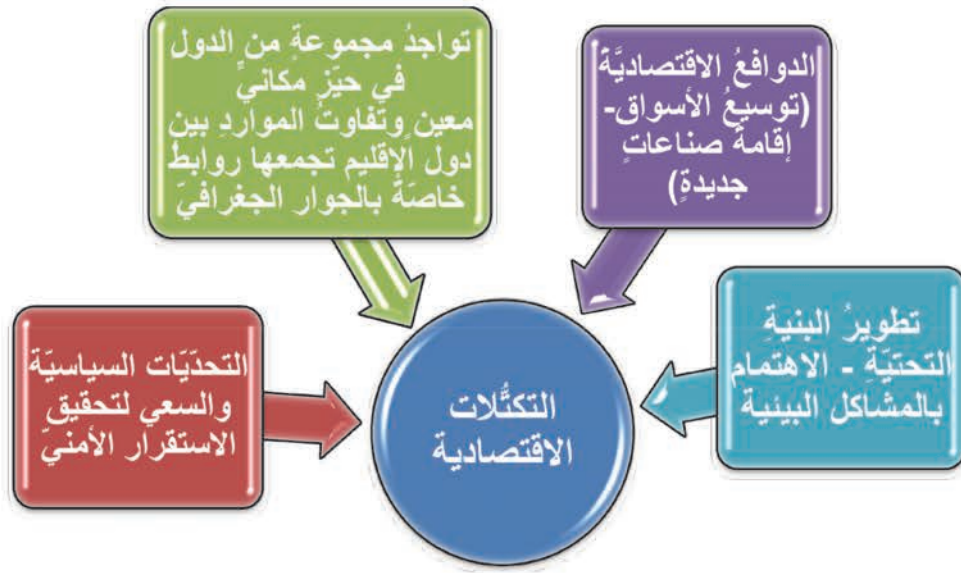 الدوافعُ الاقتصاديَّةُ
(توسيعُ الأسواق-
إقامةُ صناعاتٍ
جديدةٍ)
تواجدُ مجموعةٍ من الدول
في حيّزٍ مكانيٍّ
معينٍ وتفاوتُ المواردِ بين
دول الإقليم تجمعها روابطُ
خاصّةٌ بالجوار الجغرافيّ
تطويرُ البنيةِ
التحتيّةِ - الاهتمام
بالمشاكل البيئية
التحدّيّات السياسيّة
والسعي لتحقيق
الاستقرار الأمنيّ
التكتُّلات
الاقتصادية